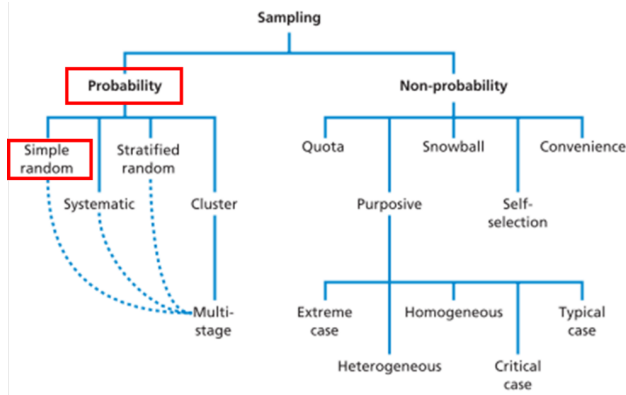 Sampling
Probability
Non-probability
Simple
random
Stratified
random
Quota
Snowball
Convenience
Systematic
Cluster
Purposive
Self-
selection
Multi-
stage
Extreme
case
Homogeneous
Typical
case
Heterogeneous
Critical
case